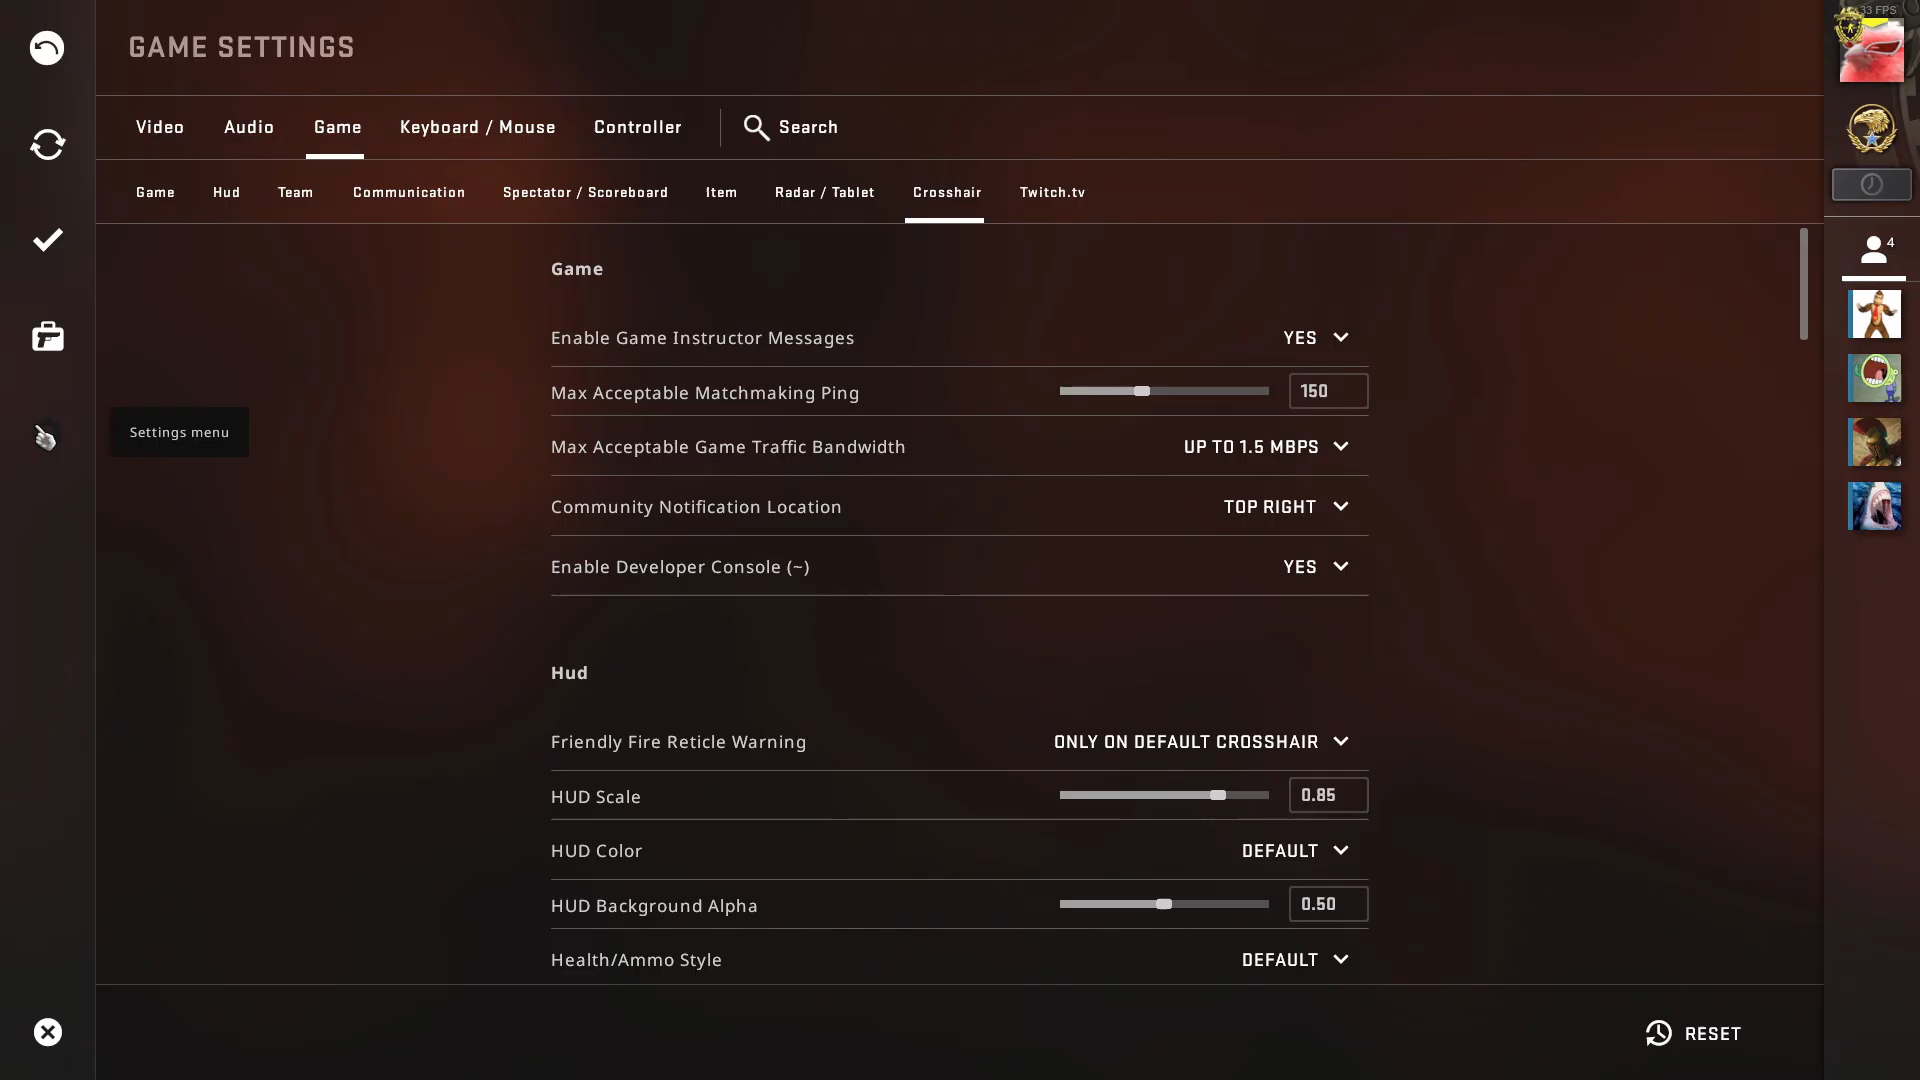 33 FPS
GAME SETTINGS
Video Audio Game Keyboard / Mouse Controller Search
Game Hud Team Communication Spectator / Scoreboard Item Radar / Tablet Crosshair Twitch.tv
4
Game
Enable Game Instructor Messages YES
Max Acceptable Matchmaking Ping 150
Settings menu
Max Acceptable Game Traffic Bandwidth UP TO 1.5 MBPS
Community Notification Location TOP RIGHT
Enable Developer Console (~) YES
Hud
Friendly Fire Reticle Warning ONLY ON DEFAULT CROSSHAIR
HUD Scale 0.85
HUD Color DEFAULT
HUD Background Alpha 0.50
Health/Ammo Style DEFAULT
RESET